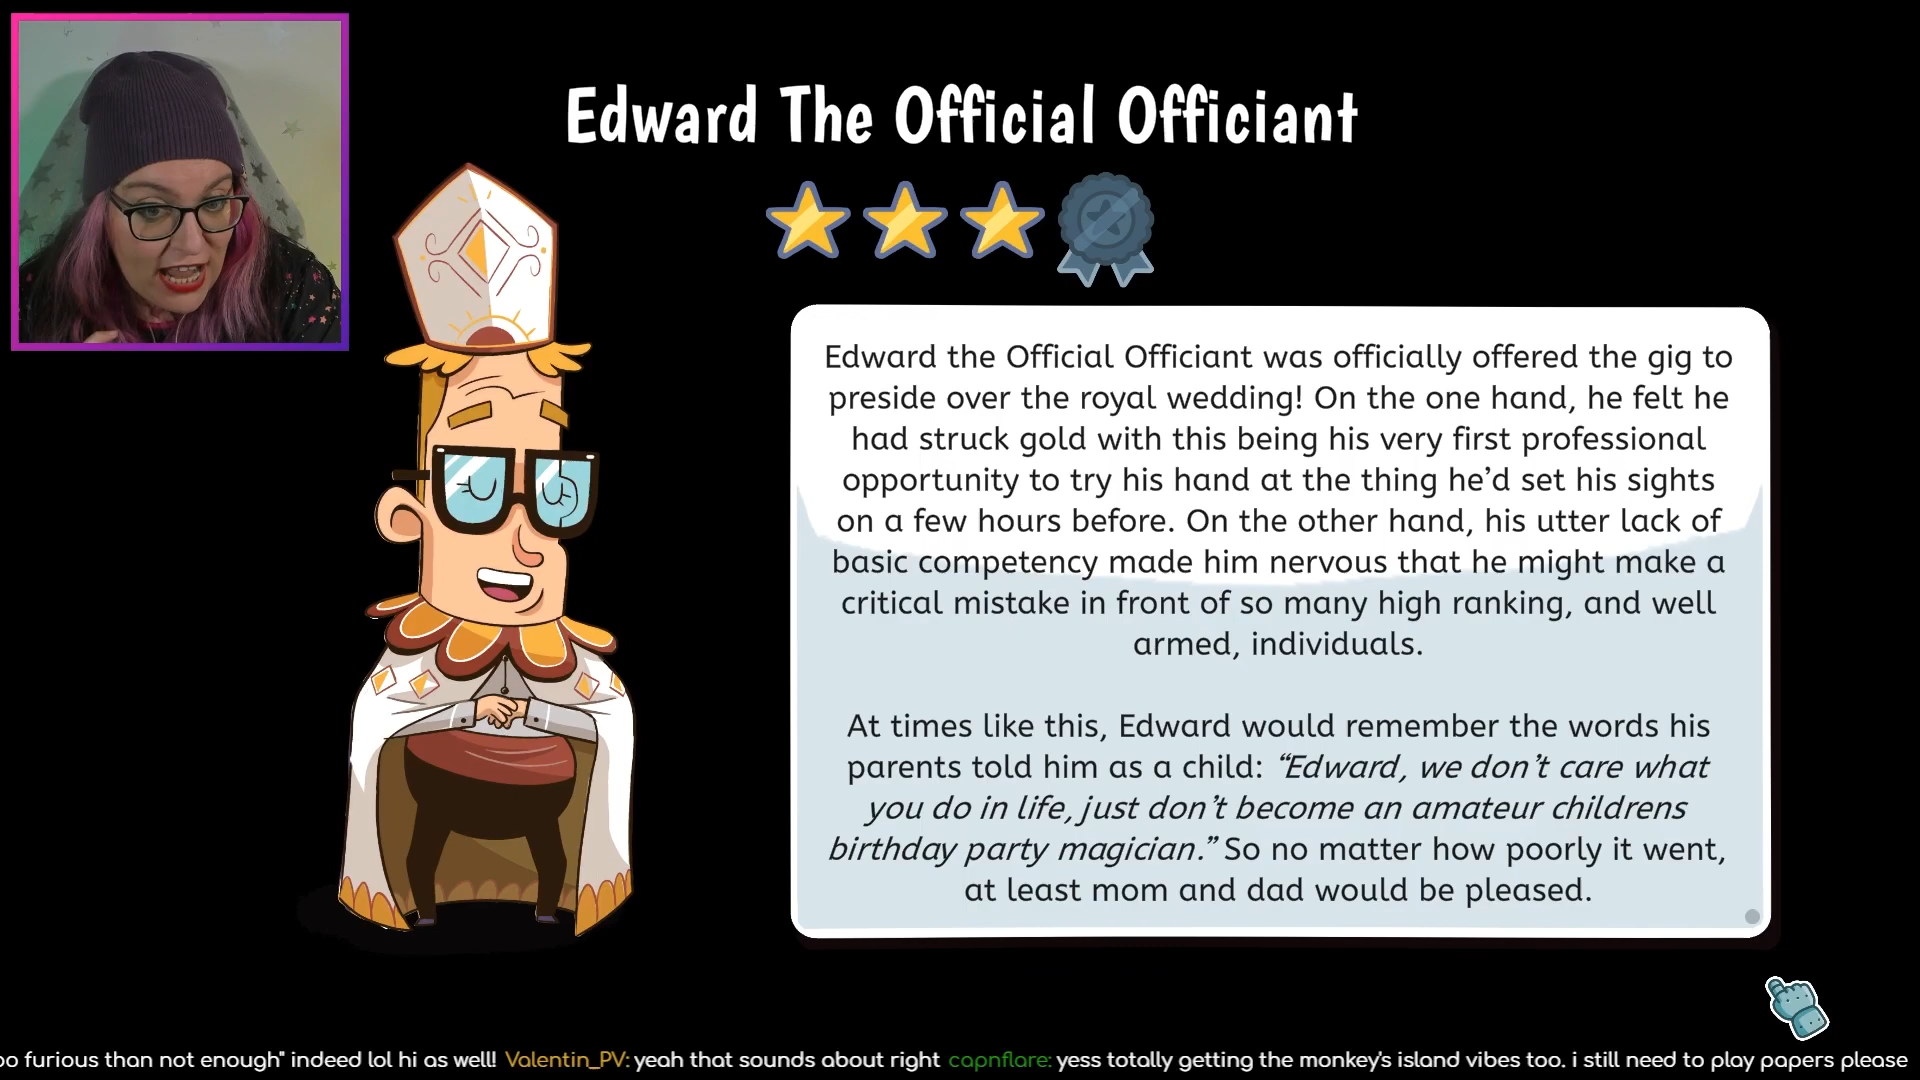 Edward The Official Officiant
Edward the Official Officiant was officially offered the gig to
preside over the royal wedding! On the one hand, he felt he
had struck gold with this being his very first professional
opportunity to try his hand at the thing he’d set his sights
on a few hours before. On the other hand, his utter lack of
basic competency made him nervous that he might make a
critical mistake in front of so many high ranking, and well
armed, individuals.
At times like this, Edward would remember the words his
parents told him as a child: “Edward, we don’t care what
you do in life, just don’t become an amateur childrens
birthday party magician.” So no matter how poorly it went,
at least mom and dad would be pleased.
furious than not enough" indeed lol hi as well! Valentin_PV: yeah that sounds about right capnflare: yess totally getting the monkey's island vibes too. i still need to play papers please